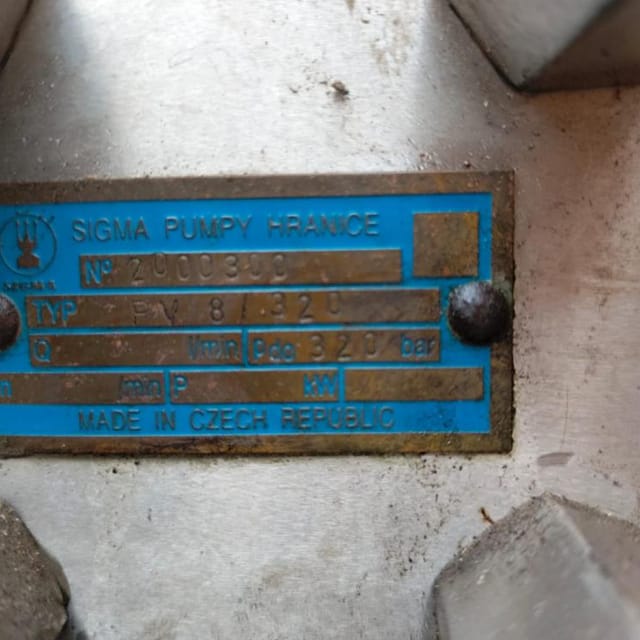 SIGMA PUMPY HRANICE
Nº 2000300
TYP PV 8/320
Q l/min Pdo 320 bar
n /min P kW
MADE IN CZECH REPUBLIC